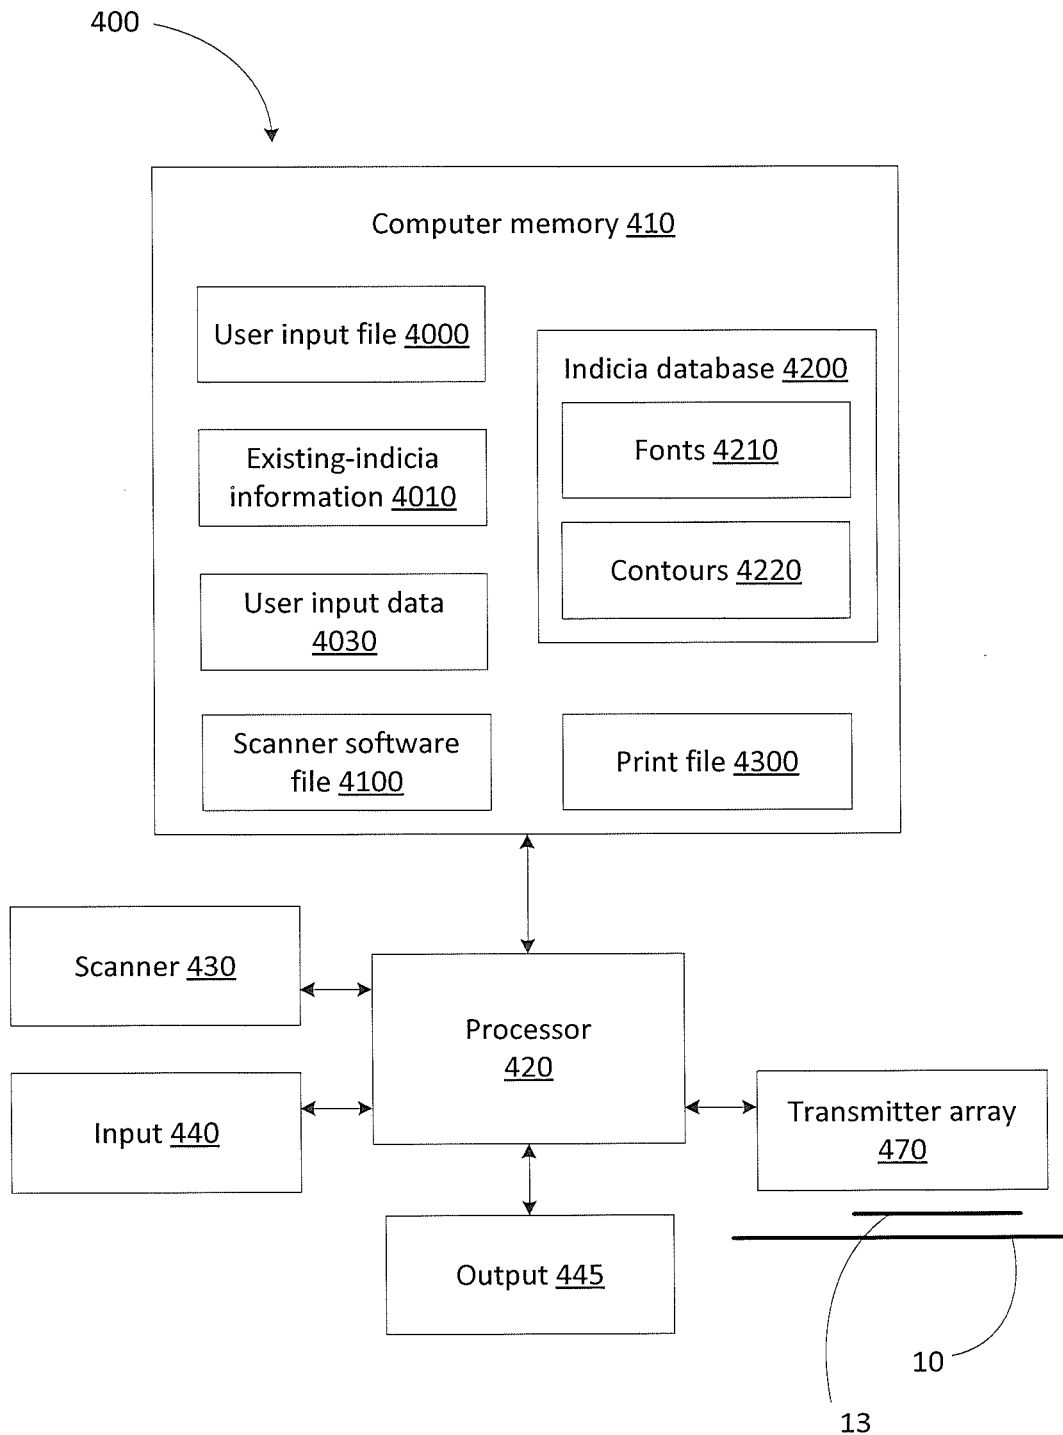 400
Computer memory 410
User input file 4000
Indicia database 4200
Fonts 4210
Existing-indicia
information 4010
Contours 4220
User input data
4030
Scanner software
file 4100
Print file 4300
Scanner 430
Processor
420
Input 440
Transmitter array
470
Output 445
10
13